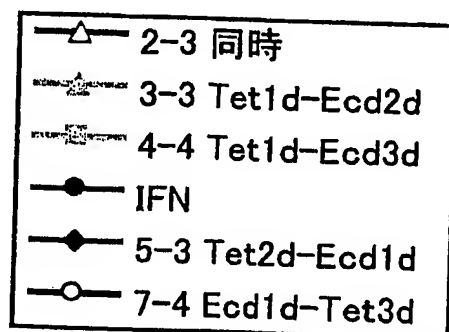 2-3 同時
3-3 Tet1d-Ecd2d
4-4 Tet1d-Ecd3d
IFN
5-3 Tet2d-Ecd1d
7-4 Ecd1d-Tet3d